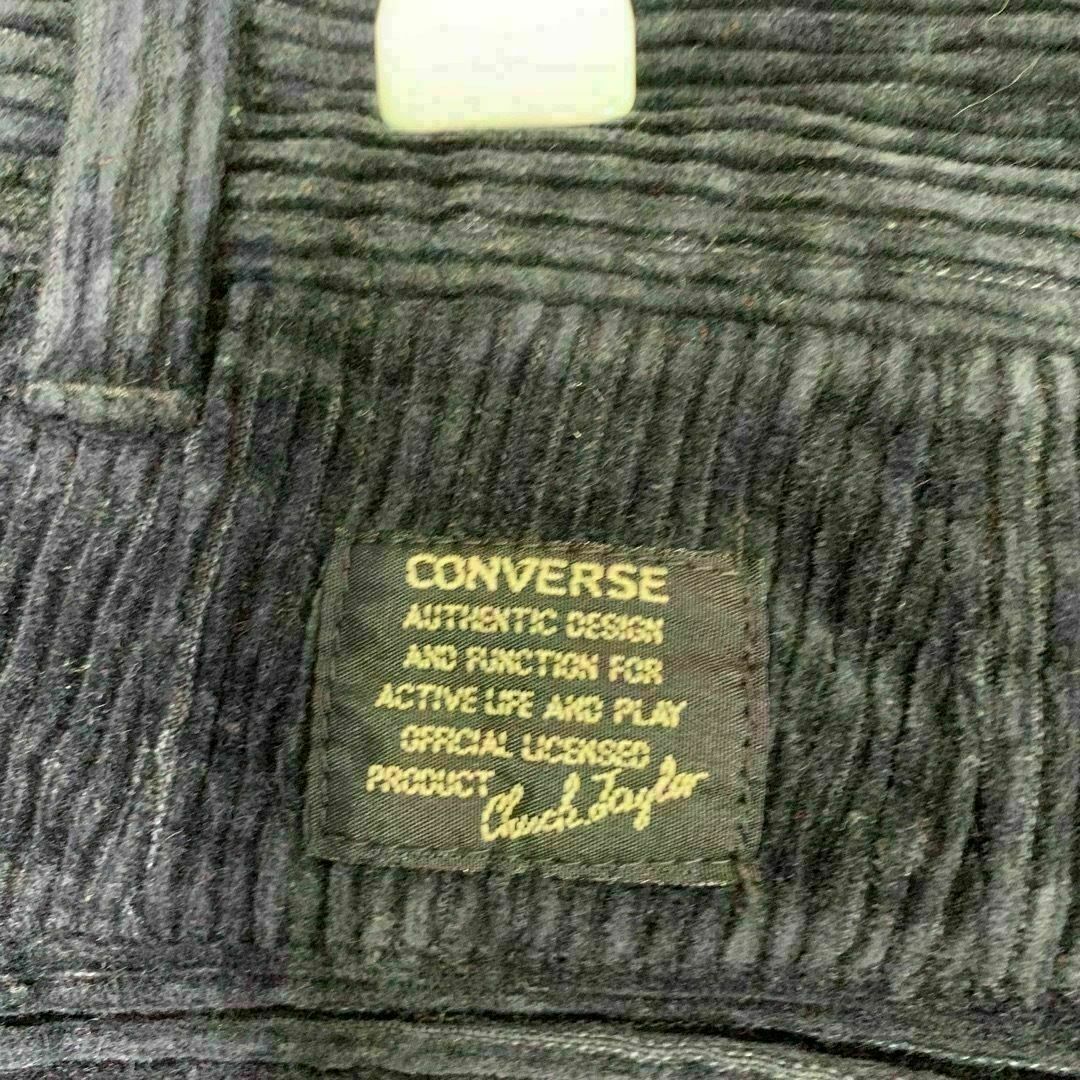 CONVERSE
AUTHENTIC DESIGN
AND FUNCTION FOR
ACTIVE LIFE AND PLAY
OFFICIAL LICENSED
PRODUCT Chuck Taylor